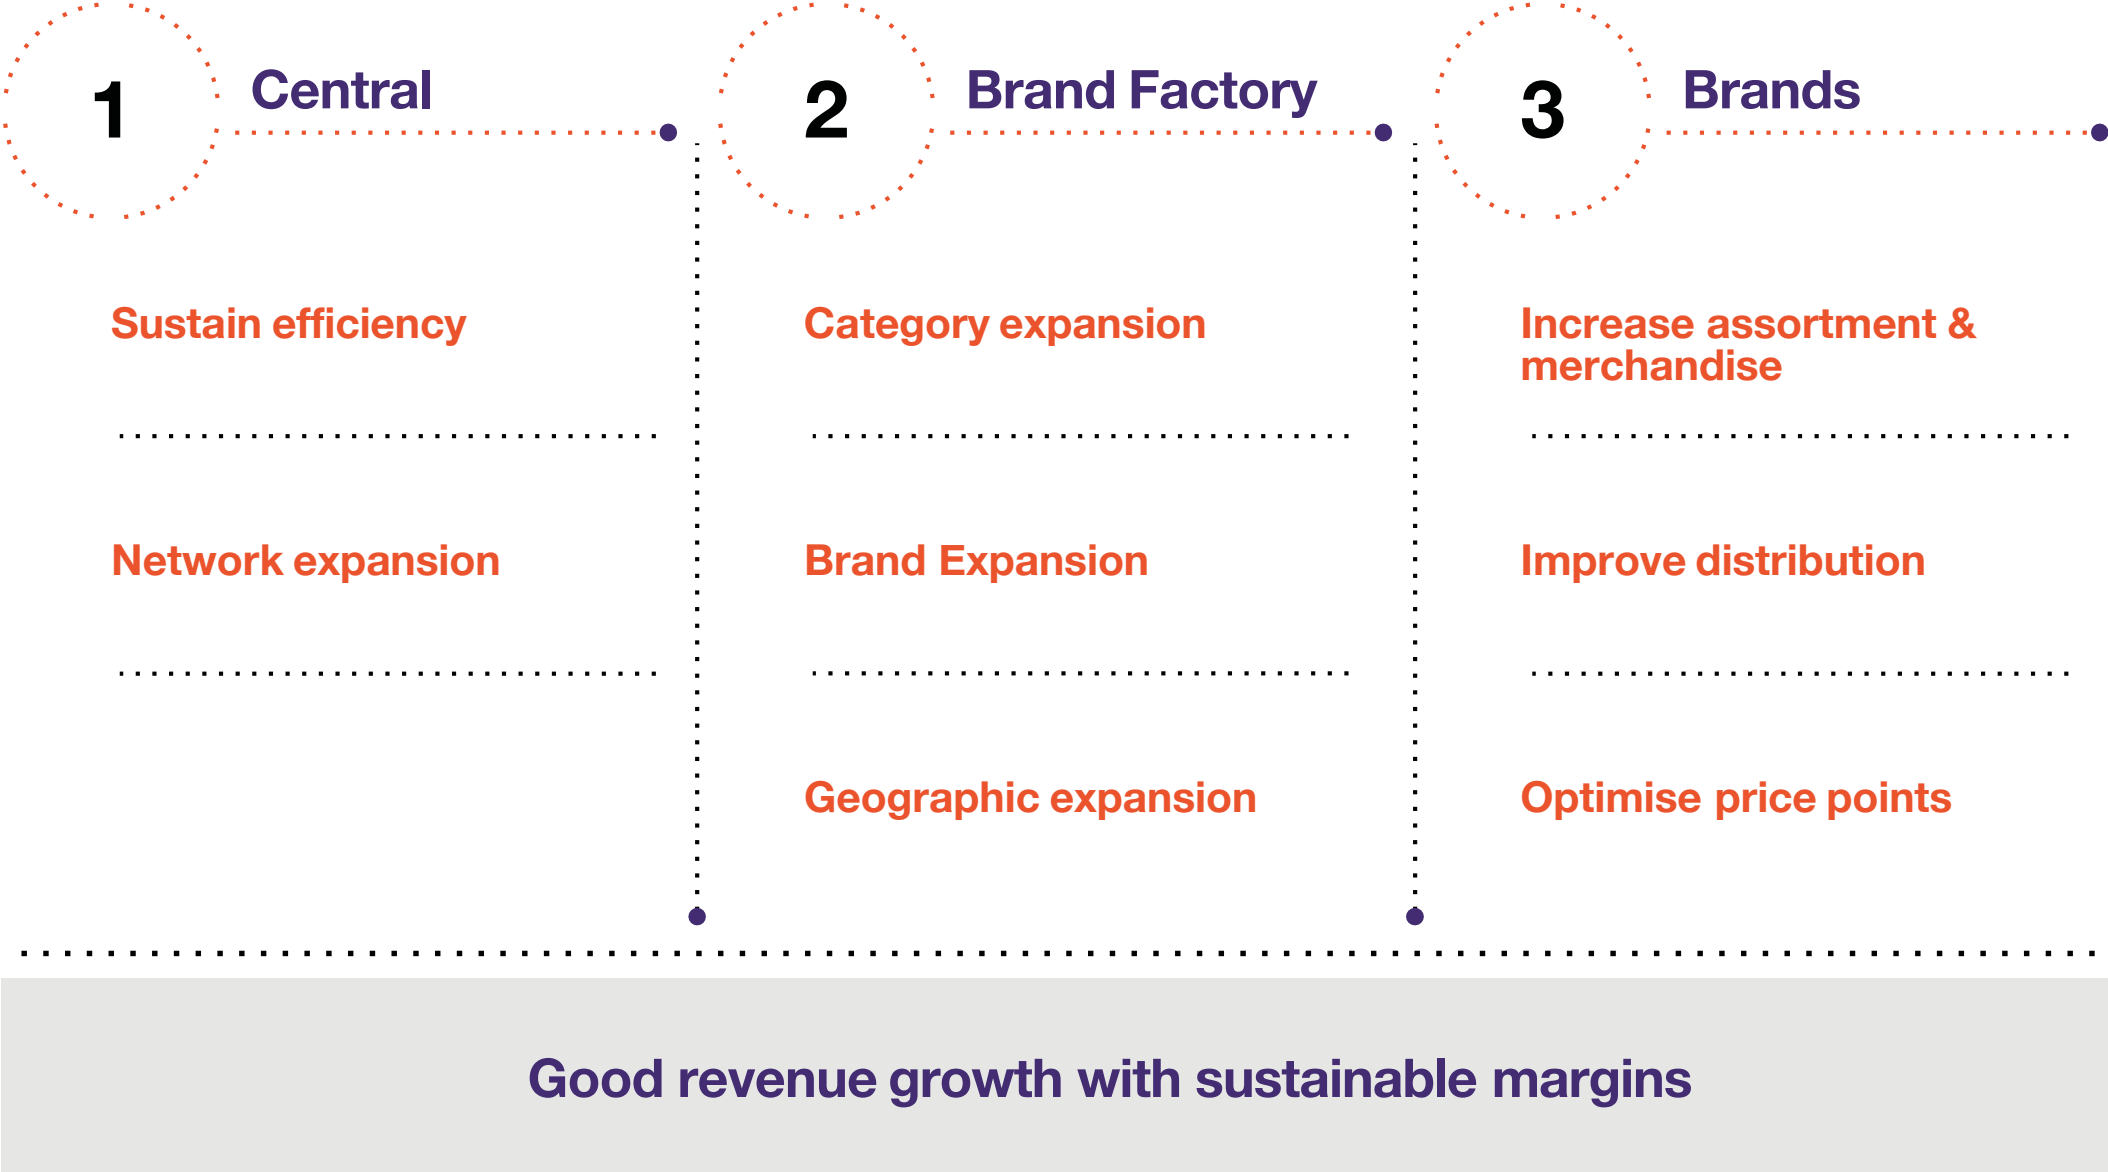 1
Central
Sustain efficiency
Network expansion
2
Brand Factory
Category expansion
Brand Expansion
Geographic expansion
3
Brands
Increase assortment &
merchandise
Improve distribution
Optimise price points
Good revenue growth with sustainable margins